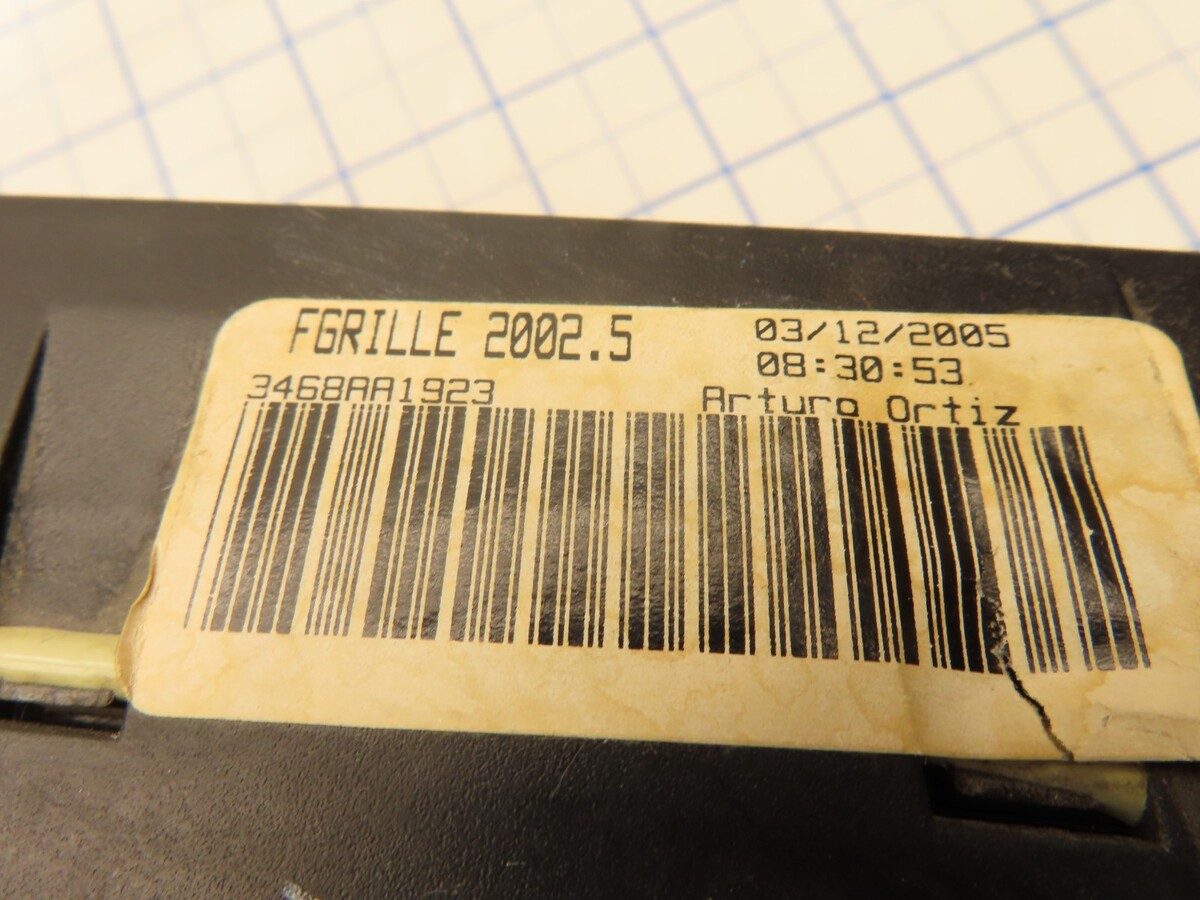 FGRILLE 2002.5
03/12/2005
08:30:53
3468AA1923
Arturo Ortiz